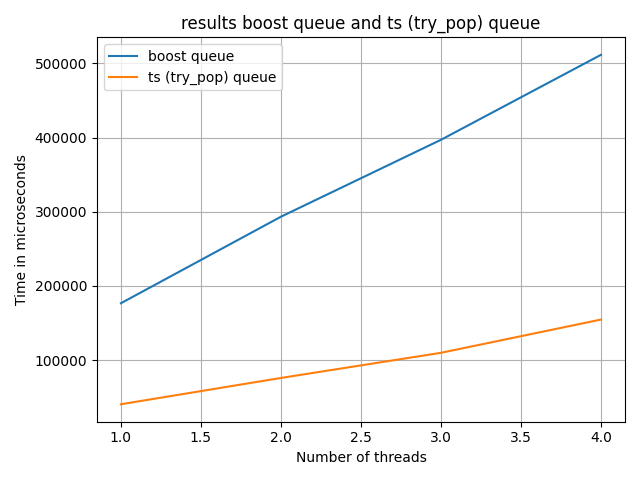 results boost queue and ts (try_pop) queue
boost queue
ts (try_pop) queue
500000
400000
300000
200000
100000
Time in microseconds
1.0 1.5 2.0 2.5 3.0 3.5 4.0
Number of threads